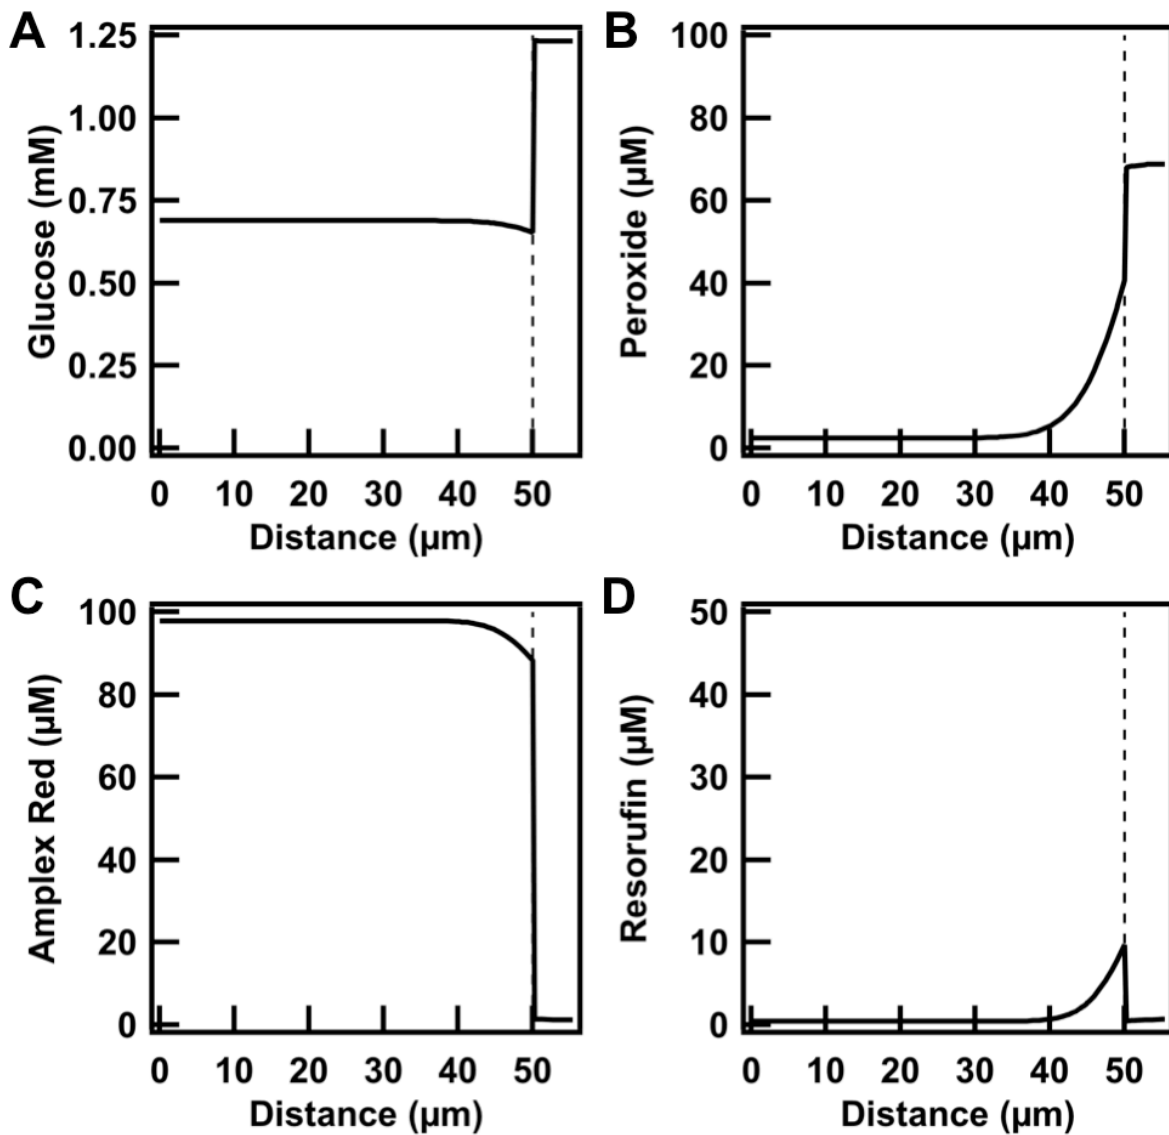 A
Glucose (mM)
1.25
1.00
0.75
0.50
0.25
0.00
0 10 20 30 40 50
Distance (µm)
B
Peroxide (µM)
100
80
60
40
20
0
0 10 20 30 40 50
Distance (µm)
C
Amplex Red (µM)
100
80
60
40
20
0
0 10 20 30 40 50
Distance (µm)
D
Resorufin (µM)
50
40
30
20
10
0
0 10 20 30 40 50
Distance (µm)